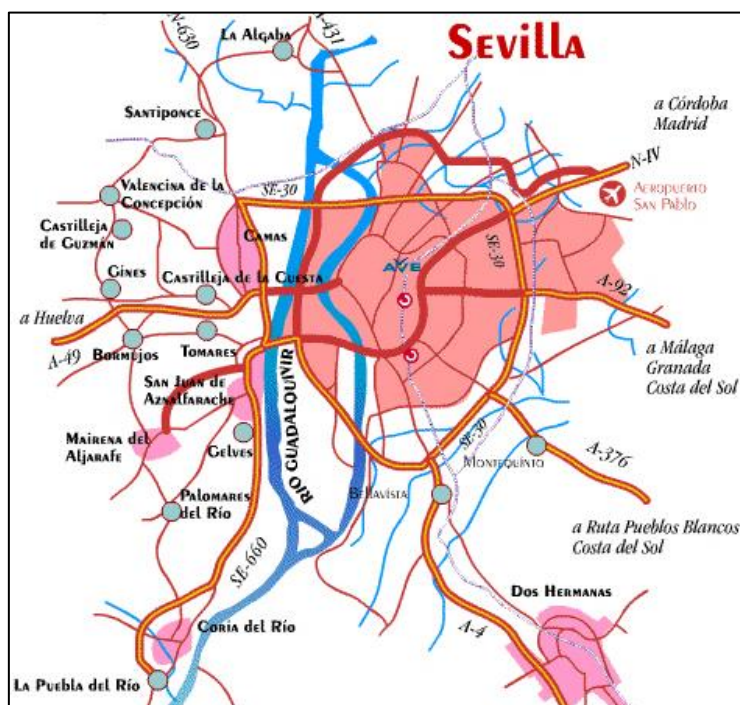 SEVILLA
N-630
LA ALGABA
A-431
SANTIPONCE
a Córdoba
Madrid
N-IV
VALENCINA DE LA
CONCEPCIÓN
SE-30
AEROPUERTO
SAN PABLO
CASTILLEJA
DE GUZMÁN
CAMAS
SE-30
GINES
CASTILLEJA DE LA CUESTA
AVE
A-92
a Huelva
A-49
BORMUJOS
TOMARES
a Málaga
Granada
Costa del Sol
SAN JUAN DE
AZNALFARACHE
RIO GUADALQUIVIR
MAIRENA DEL
ALJARAFE
GELVES
SE-30
MONTEQUINTO
A-376
PALOMARES
DEL RÍO
BELLAVISTA
a Ruta Pueblos Blancos
Costa del Sol
SE-660
DOS HERMANAS
CORIA DEL RÍO
A-4
LA PUEBLA DEL RÍO